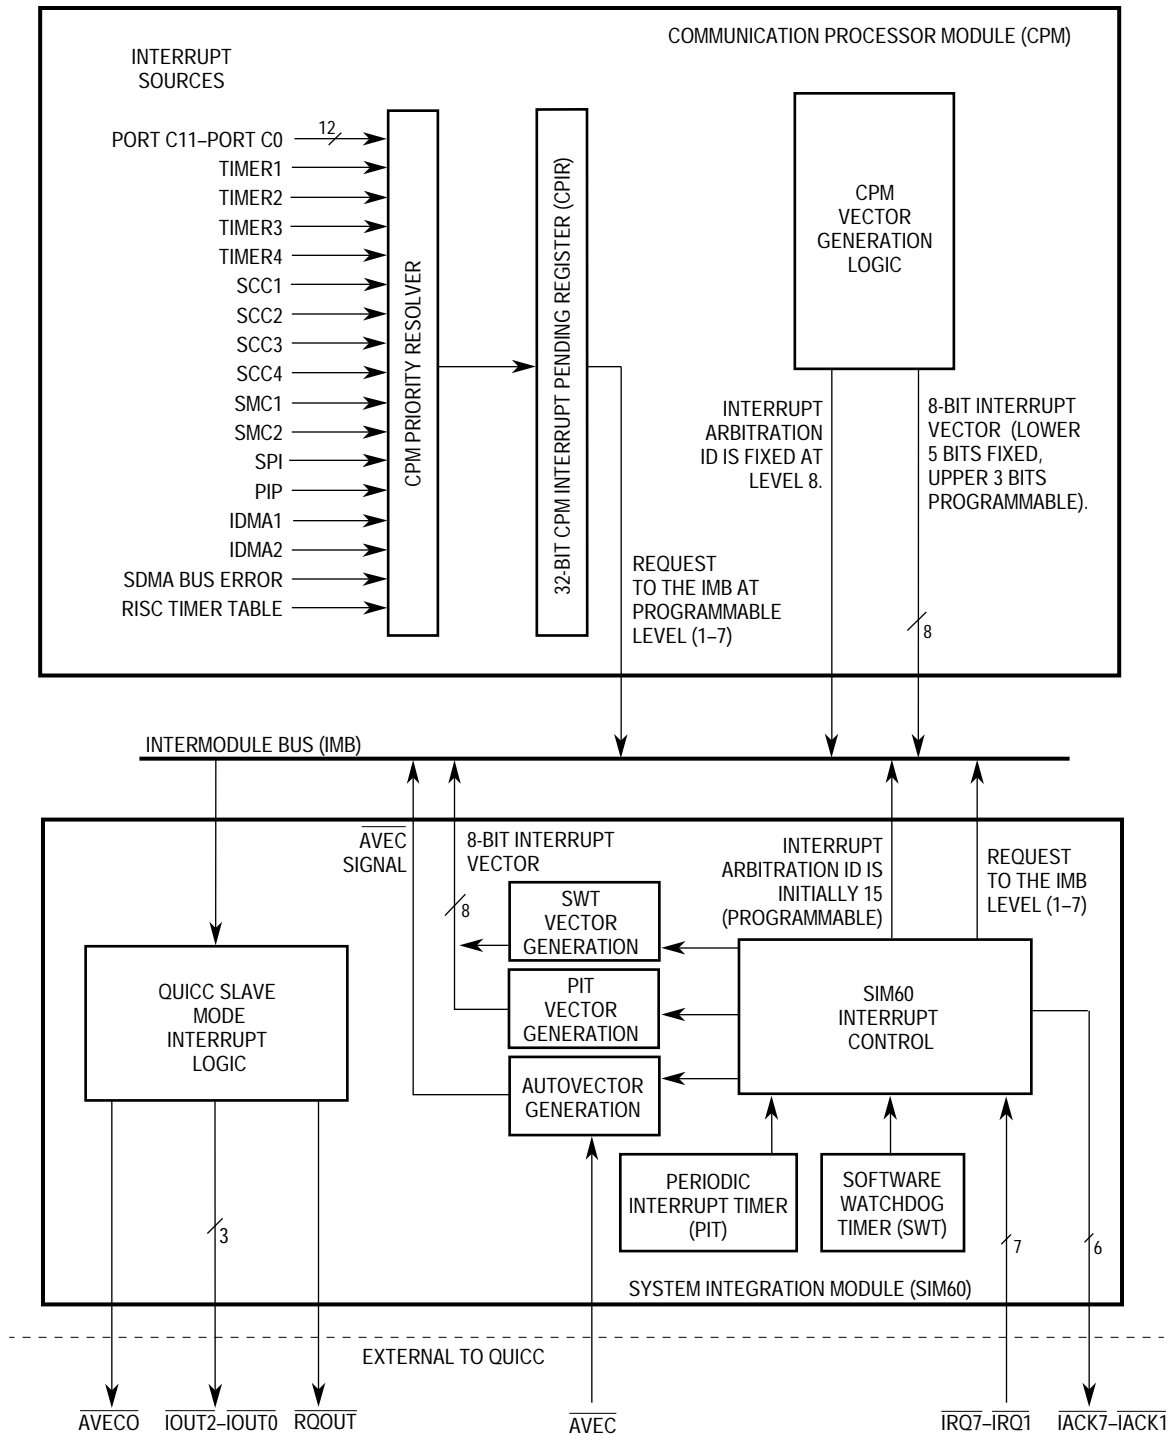 COMMUNICATION PROCESSOR MODULE (CPM)
INTERRUPT
SOURCES
PORT C11–PORT C0
12
TIMER1
TIMER2
TIMER3
TIMER4
SCC1
SCC2
SCC3
SCC4
SMC1
SMC2
SPI
PIP
IDMA1
IDMA2
SDMA BUS ERROR
RISC TIMER TABLE
CPM PRIORITY RESOLVER
32-BIT CPM INTERRUPT PENDING REGISTER (CPIR)
CPM
VECTOR
GENERATION
LOGIC
REQUEST
TO THE IMB AT
PROGRAMMABLE
LEVEL (1–7)
INTERRUPT
ARBITRATION
ID IS FIXED AT
LEVEL 8.
8-BIT INTERRUPT
VECTOR (LOWER
5 BITS FIXED,
UPPER 3 BITS
PROGRAMMABLE).
8
INTERMODULE BUS (IMB)
AVEC
SIGNAL
8-BIT INTERRUPT
VECTOR
8
INTERRUPT
ARBITRATION ID IS
INITIALLY 15
(PROGRAMMABLE)
REQUEST
TO THE IMB
LEVEL (1–7)
QUICC SLAVE
MODE
INTERRUPT
LOGIC
SWT
VECTOR
GENERATION
PIT
VECTOR
GENERATION
AUTOVECTOR
GENERATION
SIM60
INTERRUPT
CONTROL
PERIODIC
INTERRUPT TIMER
(PIT)
SOFTWARE
WATCHDOG
TIMER (SWT)
3
7
6
SYSTEM INTEGRATION MODULE (SIM60)
EXTERNAL TO QUICC
AVECO
IOUT2–IOUT0
RQOUT
AVEC
IRQ7–IRQ1
IACK7–IACK1